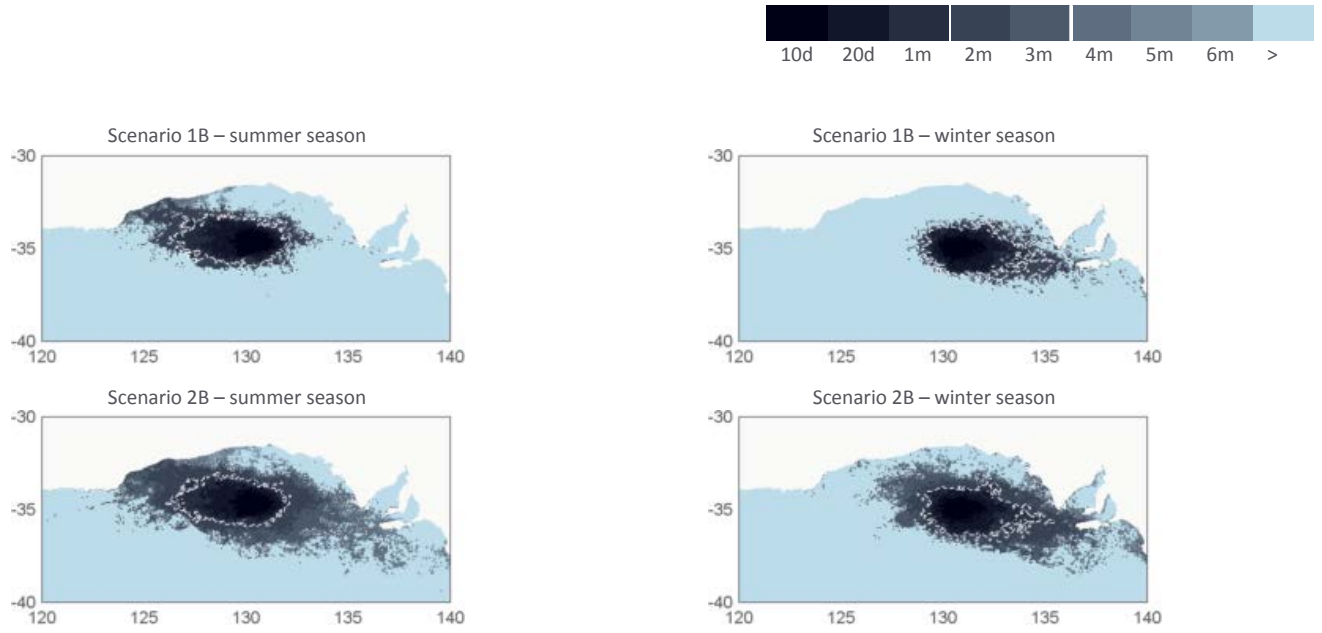 10d 20d 1m 2m 3m 4m 5m 6m >
Scenario 1B – summer season
-30
-35
-40
120 125 130 135 140
Scenario 1B – winter season
-30
-35
-40
120 125 130 135 140
Scenario 2B – summer season
-30
-35
-40
120 125 130 135 140
Scenario 2B – winter season
-30
-35
-40
120 125 130 135 140